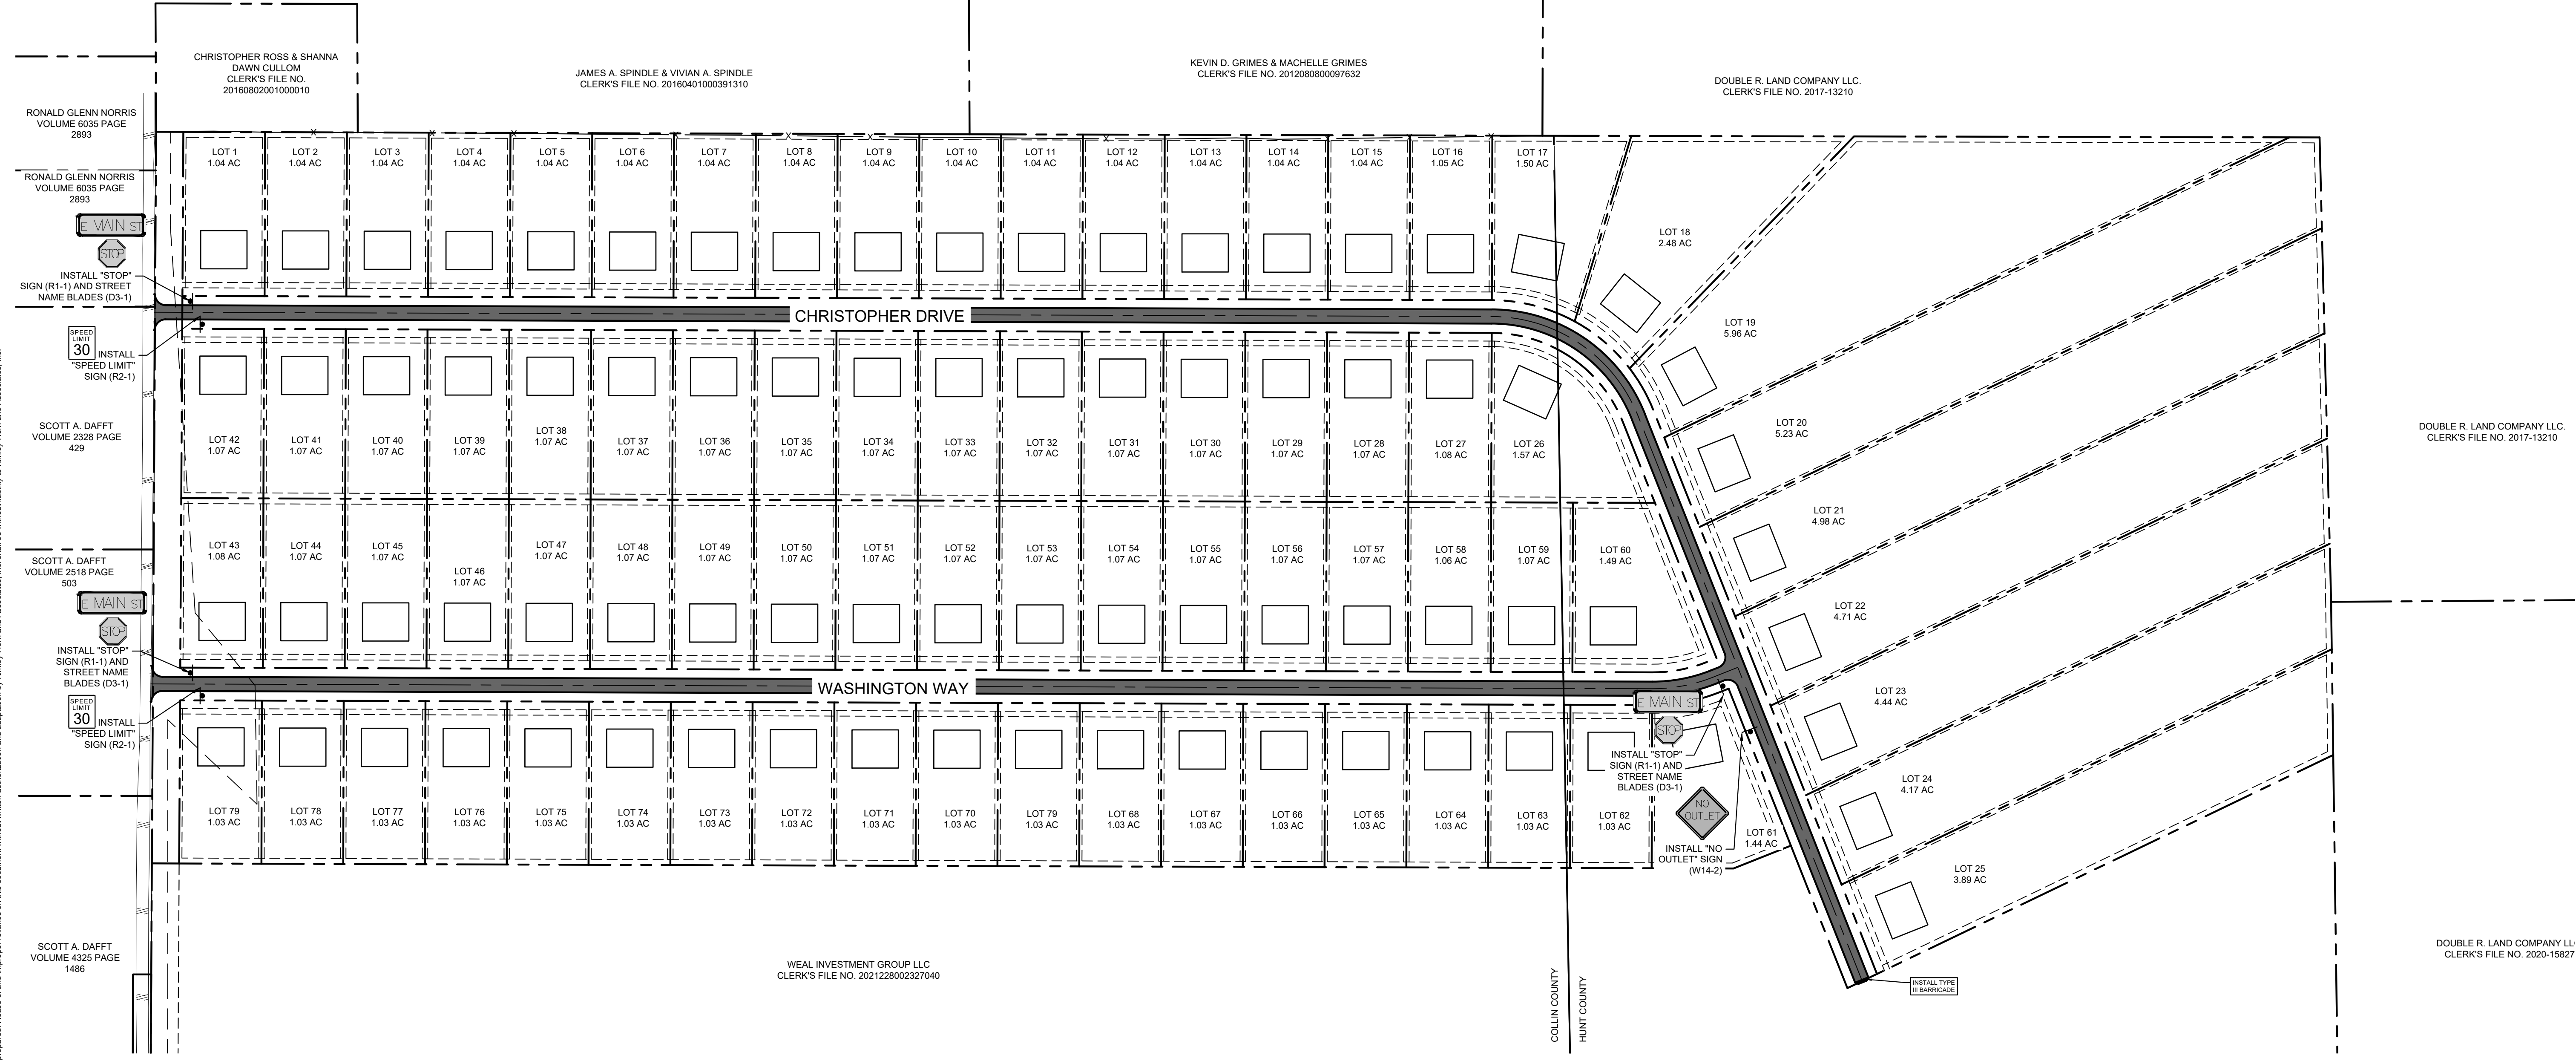 CHRISTOPHER ROSS & SHANNA
DAWN CULLOM
CLERK'S FILE NO.
20160802001000010
JAMES A. SPINDLE & VIVIAN A. SPINDLE
CLERK'S FILE NO. 20160401000391310
KEVIN D. GRIMES & MACHELLE GRIMES
CLERK'S FILE NO. 2012080800097632
DOUBLE R. LAND COMPANY LLC.
CLERK'S FILE NO. 2017-13210
RONALD GLENN NORRIS
VOLUME 6035 PAGE
2893
RONALD GLENN NORRIS
VOLUME 6035 PAGE
2893
E MAIN ST
STOP
INSTALL "STOP"
SIGN (R1-1) AND STREET
NAME BLADES (D3-1)
SPEED
LIMIT
30
INSTALL
"SPEED LIMIT"
SIGN (R2-1)
SCOTT A. DAFFT
VOLUME 2328 PAGE
429
SCOTT A. DAFFT
VOLUME 2518 PAGE
503
E MAIN ST
STOP
INSTALL "STOP"
SIGN (R1-1) AND
STREET NAME
BLADES (D3-1)
SPEED
LIMIT
30
INSTALL
"SPEED LIMIT"
SIGN (R2-1)
SCOTT A. DAFFT
VOLUME 4325 PAGE
1486
LOT 1
1.04 AC
LOT 2
1.04 AC
LOT 3
1.04 AC
LOT 4
1.04 AC
LOT 5
1.04 AC
LOT 6
1.04 AC
LOT 7
1.04 AC
LOT 8
1.04 AC
LOT 9
1.04 AC
LOT 10
1.04 AC
LOT 11
1.04 AC
LOT 12
1.04 AC
LOT 13
1.04 AC
LOT 14
1.04 AC
LOT 15
1.04 AC
LOT 16
1.05 AC
LOT 17
1.50 AC
LOT 18
2.48 AC
LOT 19
5.96 AC
LOT 20
5.23 AC
LOT 21
4.98 AC
LOT 22
4.71 AC
LOT 23
4.44 AC
LOT 24
4.17 AC
LOT 25
3.89 AC
CHRISTOPHER DRIVE
LOT 42
1.07 AC
LOT 41
1.07 AC
LOT 40
1.07 AC
LOT 39
1.07 AC
LOT 38
1.07 AC
LOT 37
1.07 AC
LOT 36
1.07 AC
LOT 35
1.07 AC
LOT 34
1.07 AC
LOT 33
1.07 AC
LOT 32
1.07 AC
LOT 31
1.07 AC
LOT 30
1.07 AC
LOT 29
1.07 AC
LOT 28
1.07 AC
LOT 27
1.08 AC
LOT 26
1.57 AC
LOT 43
1.08 AC
LOT 44
1.07 AC
LOT 45
1.07 AC
LOT 46
1.07 AC
LOT 47
1.07 AC
LOT 48
1.07 AC
LOT 49
1.07 AC
LOT 50
1.07 AC
LOT 51
1.07 AC
LOT 52
1.07 AC
LOT 53
1.07 AC
LOT 54
1.07 AC
LOT 55
1.07 AC
LOT 56
1.07 AC
LOT 57
1.07 AC
LOT 58
1.06 AC
LOT 59
1.07 AC
LOT 60
1.49 AC
WASHINGTON WAY
LOT 79
1.03 AC
LOT 78
1.03 AC
LOT 77
1.03 AC
LOT 76
1.03 AC
LOT 75
1.03 AC
LOT 74
1.03 AC
LOT 73
1.03 AC
LOT 72
1.03 AC
LOT 71
1.03 AC
LOT 70
1.03 AC
LOT 79
1.03 AC
LOT 68
1.03 AC
LOT 67
1.03 AC
LOT 66
1.03 AC
LOT 65
1.03 AC
LOT 64
1.03 AC
LOT 63
1.03 AC
LOT 62
1.03 AC
LOT 61
1.44 AC
E MAIN ST
STOP
INSTALL "STOP"
SIGN (R1-1) AND
STREET NAME
BLADES (D3-1)
NO
OUTLET
INSTALL "NO
OUTLET" SIGN
(W14-2)
INSTALL TYPE
III BARRICADE
WEAL INVESTMENT GROUP LLC
CLERK'S FILE NO. 2021228002327040
COLLIN COUNTY
HUNT COUNTY
DOUBLE R. LAND COMPANY LLC.
CLERK'S FILE NO. 2017-13210
DOUBLE R. LAND COMPANY LL
CLERK'S FILE NO. 2020-15827